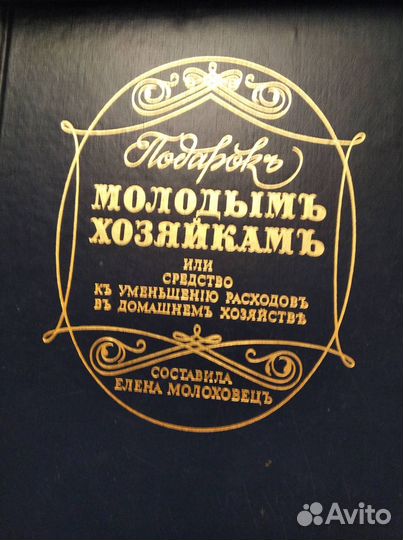 Подарокъ
МОЛОДЫМЪ
ХОЗЯЙКАМЪ
ИЛИ
СРЕДСТВО
КЪ УМЕНЬШЕНІЮ РАСХОДОВЪ
ВЪ ДОМАШНЕМЪ ХОЗЯЙСТВѢ
СОСТАВИЛА
ЕЛЕНА МОЛОХОВЕЦЪ
Avito